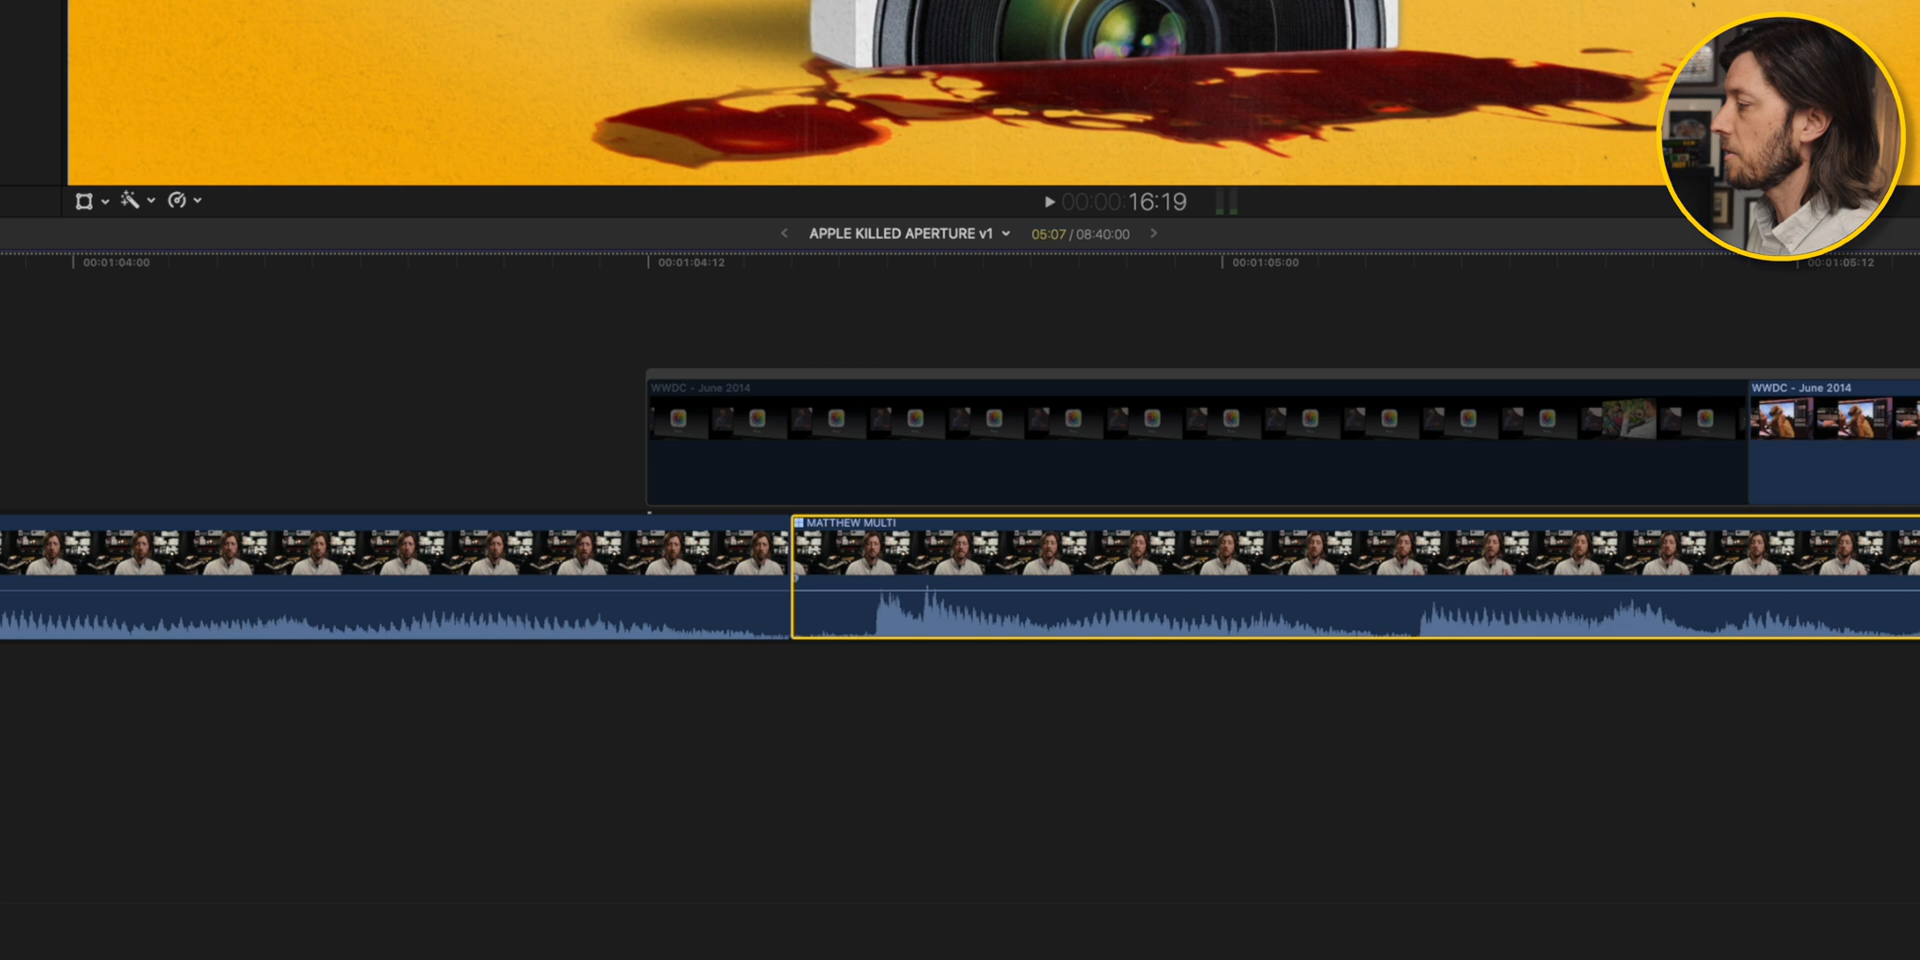 00:00:16:19
APPLE KILLED APERTURE v1 05:07 / 08:40:00
00:01:04:00 00:01:04:12 00:01:05:00 00:01:05:12
WWDC - June 2014 WWDC - June 2014
MATTHEW MULTI